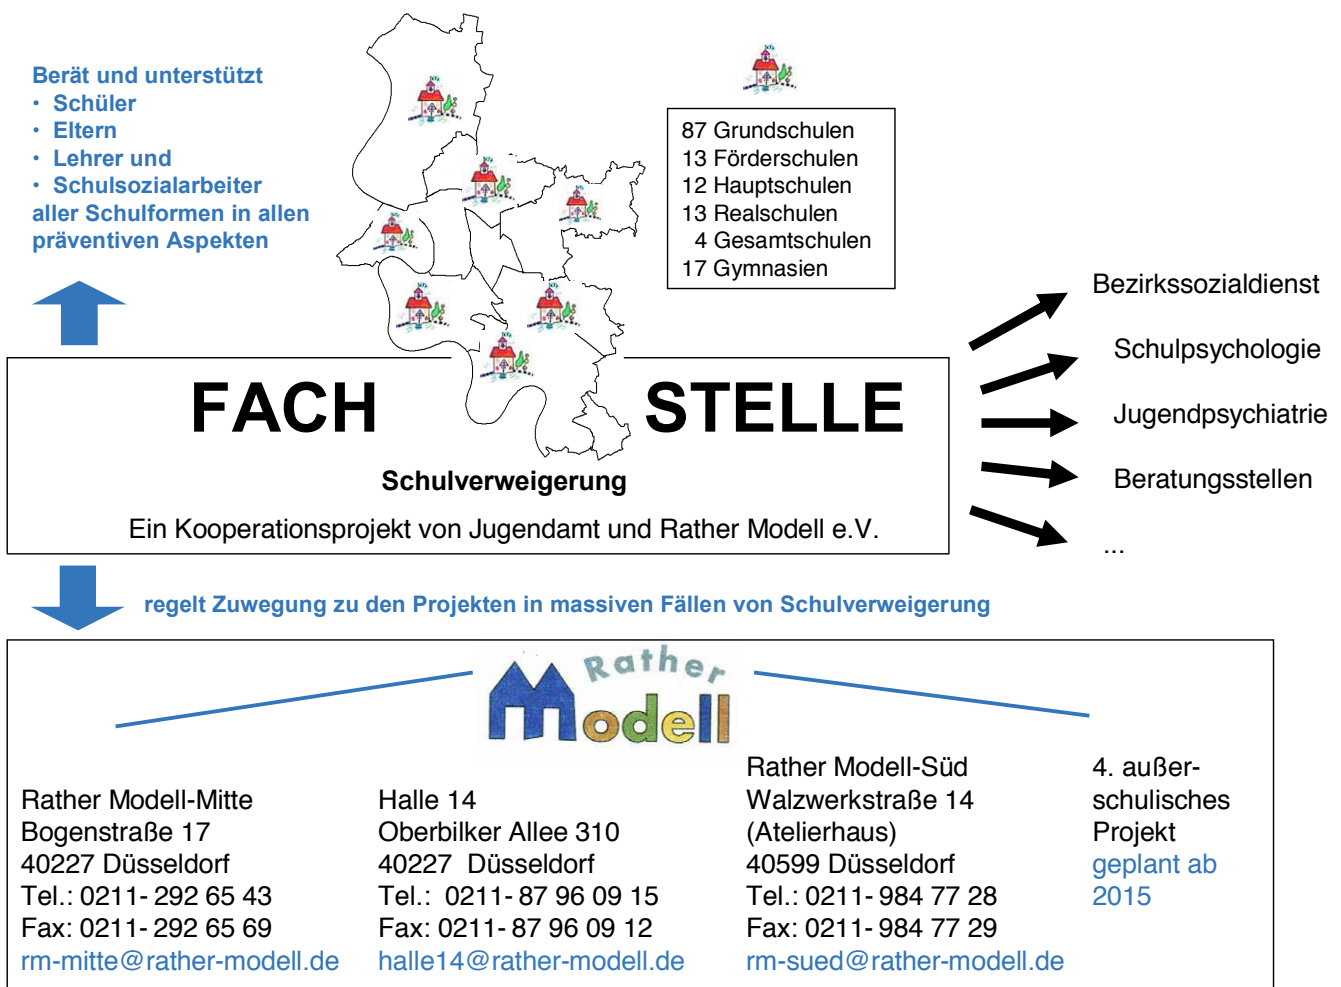 Berät und unterstützt
• Schüler
• Eltern
• Lehrer und
• Schulsozialarbeiter
aller Schulformen in allen
präventiven Aspekten
87 Grundschulen
13 Förderschulen
12 Hauptschulen
13 Realschulen
4 Gesamtschulen
17 Gymnasien
Bezirkssozialdienst
Schulpsychologie
Jugendpsychiatrie
Beratungsstellen
...
FACH STELLE
Schulverweigerung
Ein Kooperationsprojekt von Jugendamt und Rather Modell e.V.
regelt Zuwegung zu den Projekten in massiven Fällen von Schulverweigerung
Rather
Modell
Rather Modell-Mitte
Bogenstraße 17
40227 Düsseldorf
Tel.: 0211- 292 65 43
Fax: 0211- 292 65 69
rm-mitte@rather-modell.de
Halle 14
Oberbilker Allee 310
40227 Düsseldorf
Tel.: 0211- 87 96 09 15
Fax: 0211- 87 96 09 12
halle14@rather-modell.de
Rather Modell-Süd
Walzwerkstraße 14
(Atelierhaus)
40599 Düsseldorf
Tel.: 0211- 984 77 28
Fax: 0211- 984 77 29
rm-sued@rather-modell.de
4. außer-
schulisches
Projekt
geplant ab
2015